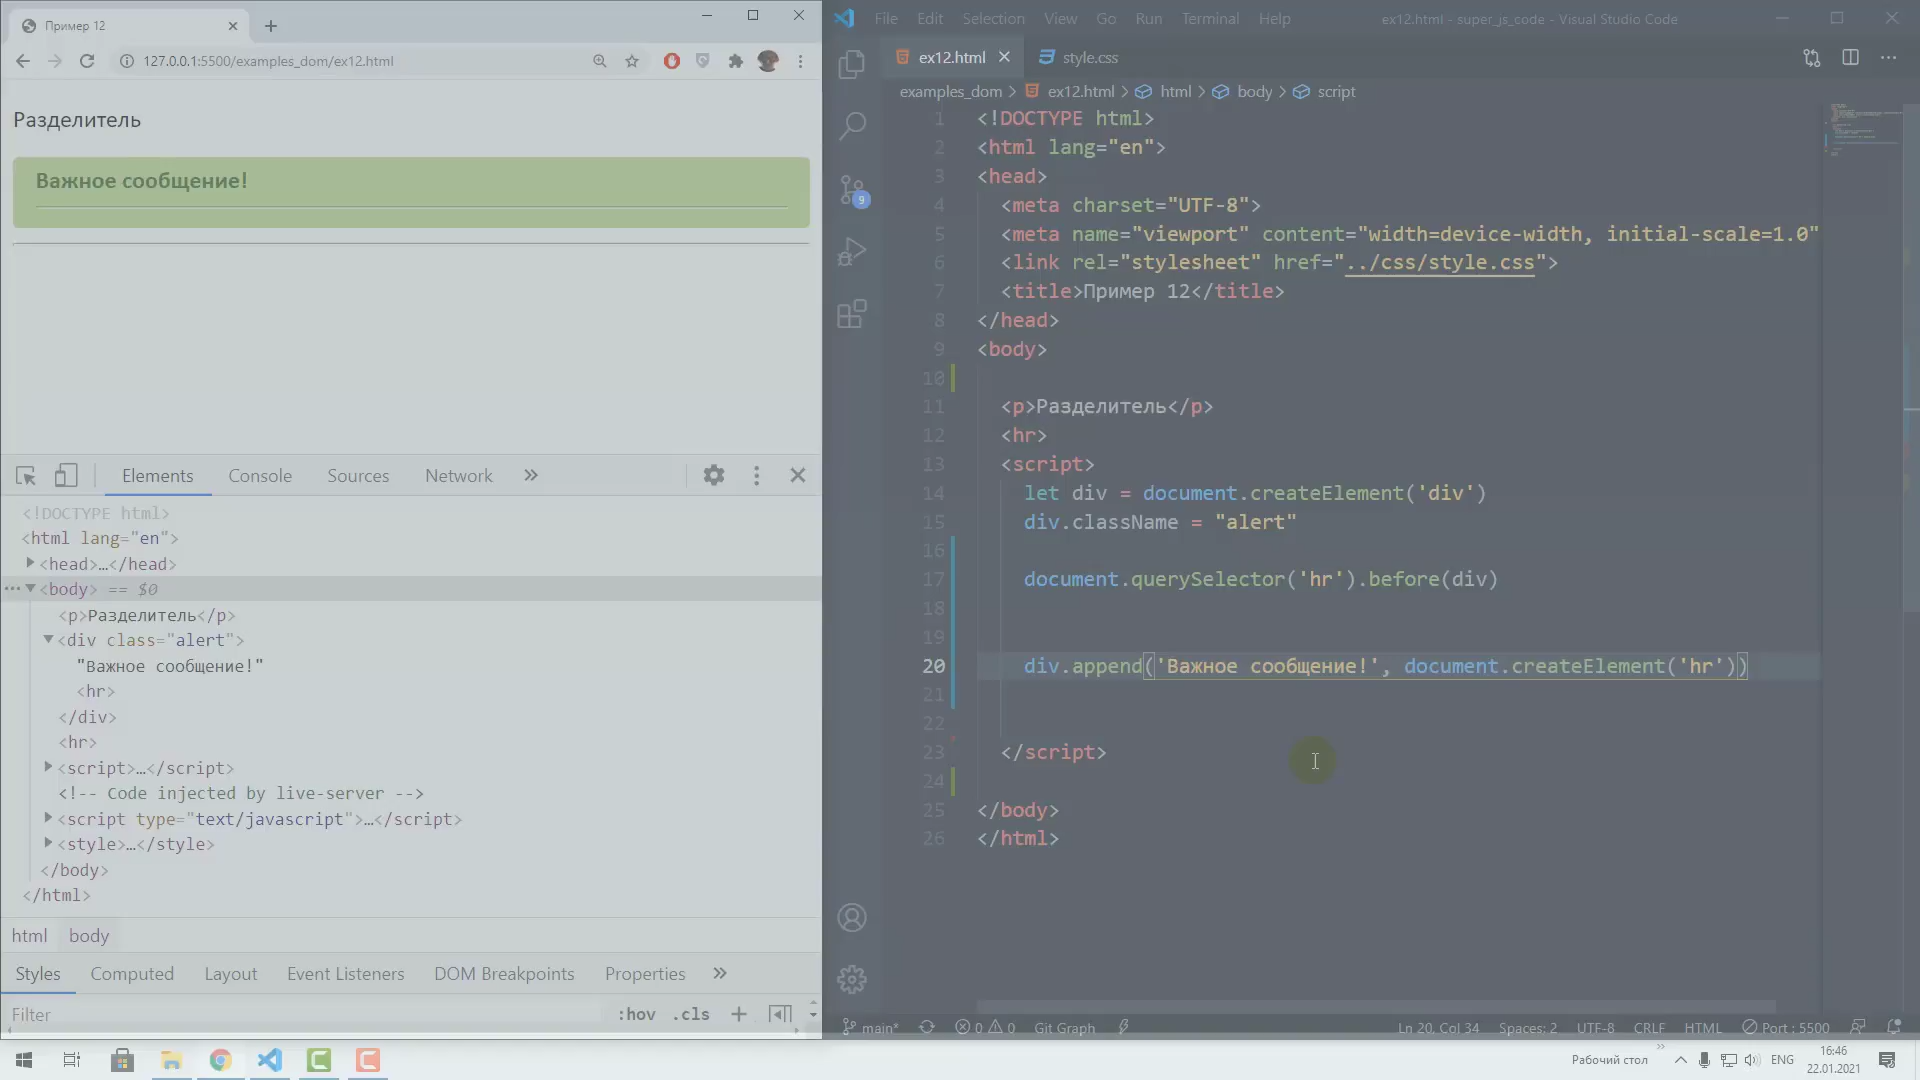 Пример 12
127.0.0.1:5500/examples_dom/ex12.html
Разделитель
Важное сообщение!
Elements Console Sources Network
<!DOCTYPE html>
<html lang="en">
<head>…</head>
<body> == $0
<p>Разделитель</p>
<div class="alert">
"Важное сообщение!"
<hr>
</div>
<hr>
<script>…</script>
<!-- Code injected by live-server -->
<script type="text/javascript">…</script>
<style>…</style>
</body>
</html>
html body
Styles Computed Layout Event Listeners DOM Breakpoints Properties
Filter :hov .cls
File Edit Selection View Go Run Terminal Help ex12.html - super_js_code - Visual Studio Code
ex12.html style.css
examples_dom > ex12.html > html > body > script
9
1 <!DOCTYPE html>
2 <html lang="en">
3 <head>
4 <meta charset="UTF-8">
5 <meta name="viewport" content="width=device-width, initial-scale=1.0"
6 <link rel="stylesheet" href="../css/style.css">
7 <title>Пример 12</title>
8 </head>
9 <body>
10
11 <p>Разделитель</p>
12 <hr>
13 <script>
14 let div = document.createElement('div')
15 div.className = "alert"
16
17 document.querySelector('hr').before(div)
18
19
20 div.append('Важное сообщение!', document.createElement('hr'))
21
22
23 </script>
24
25 </body>
26 </html>
main* 0 0 Git Graph Ln 20, Col 34 Spaces: 2 UTF-8 CRLF HTML Port : 5500
Рабочий стол ENG 16:46
22.01.2021